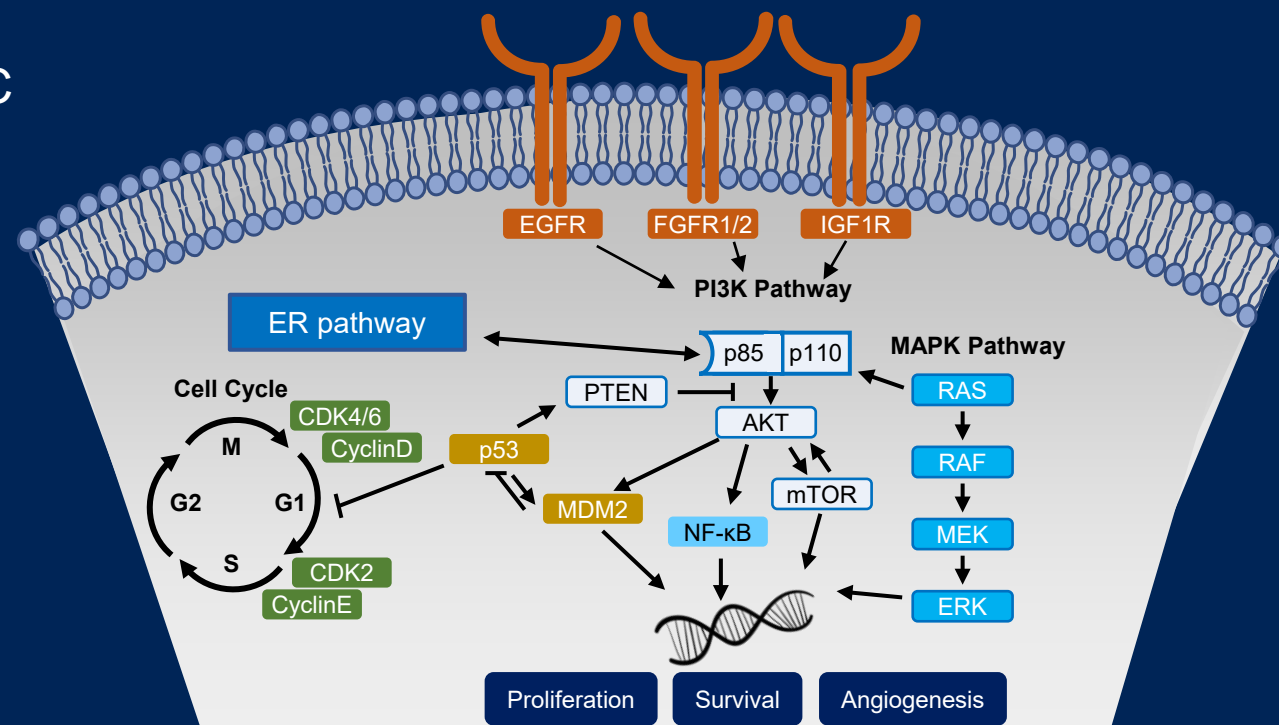 C
EGFR
FGFR1/2
IGF1R
PI3K Pathway
ER pathway
p85
p110
MAPK Pathway
Cell Cycle
PTEN
RAS
CDK4/6
CyclinD
AKT
M
p53
RAF
G2
G1
MDM2
mTOR
NF-κB
MEK
S
CDK2
CyclinE
ERK
Proliferation
Survival
Angiogenesis